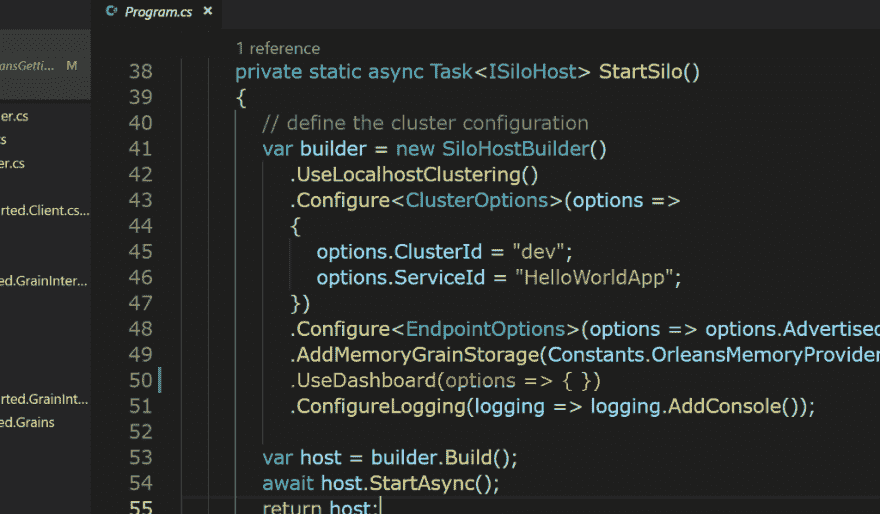 Program.cs ×
ansGetti... M
er.cs
s
er.cs
rted.Client.cs...
ed.GrainInter...
rted.GrainInt...
ed.Grains
1 reference
38 private static async Task<ISiloHost> StartSilo()
39 {
40 // define the cluster configuration
41 var builder = new SiloHostBuilder()
42 .UseLocalhostClustering()
43 .Configure<ClusterOptions>(options =>
44 {
45 options.ClusterId = "dev";
46 options.ServiceId = "HelloWorldApp";
47 })
48 .Configure<EndpointOptions>(options => options.Advertised
49 .AddMemoryGrainStorage(Constants.OrleansMemoryProvider
50 .UseDashboard(options => { })
51 .ConfigureLogging(logging => logging.AddConsole());
52
53 var host = builder.Build();
54 await host.StartAsync();
55 return host;